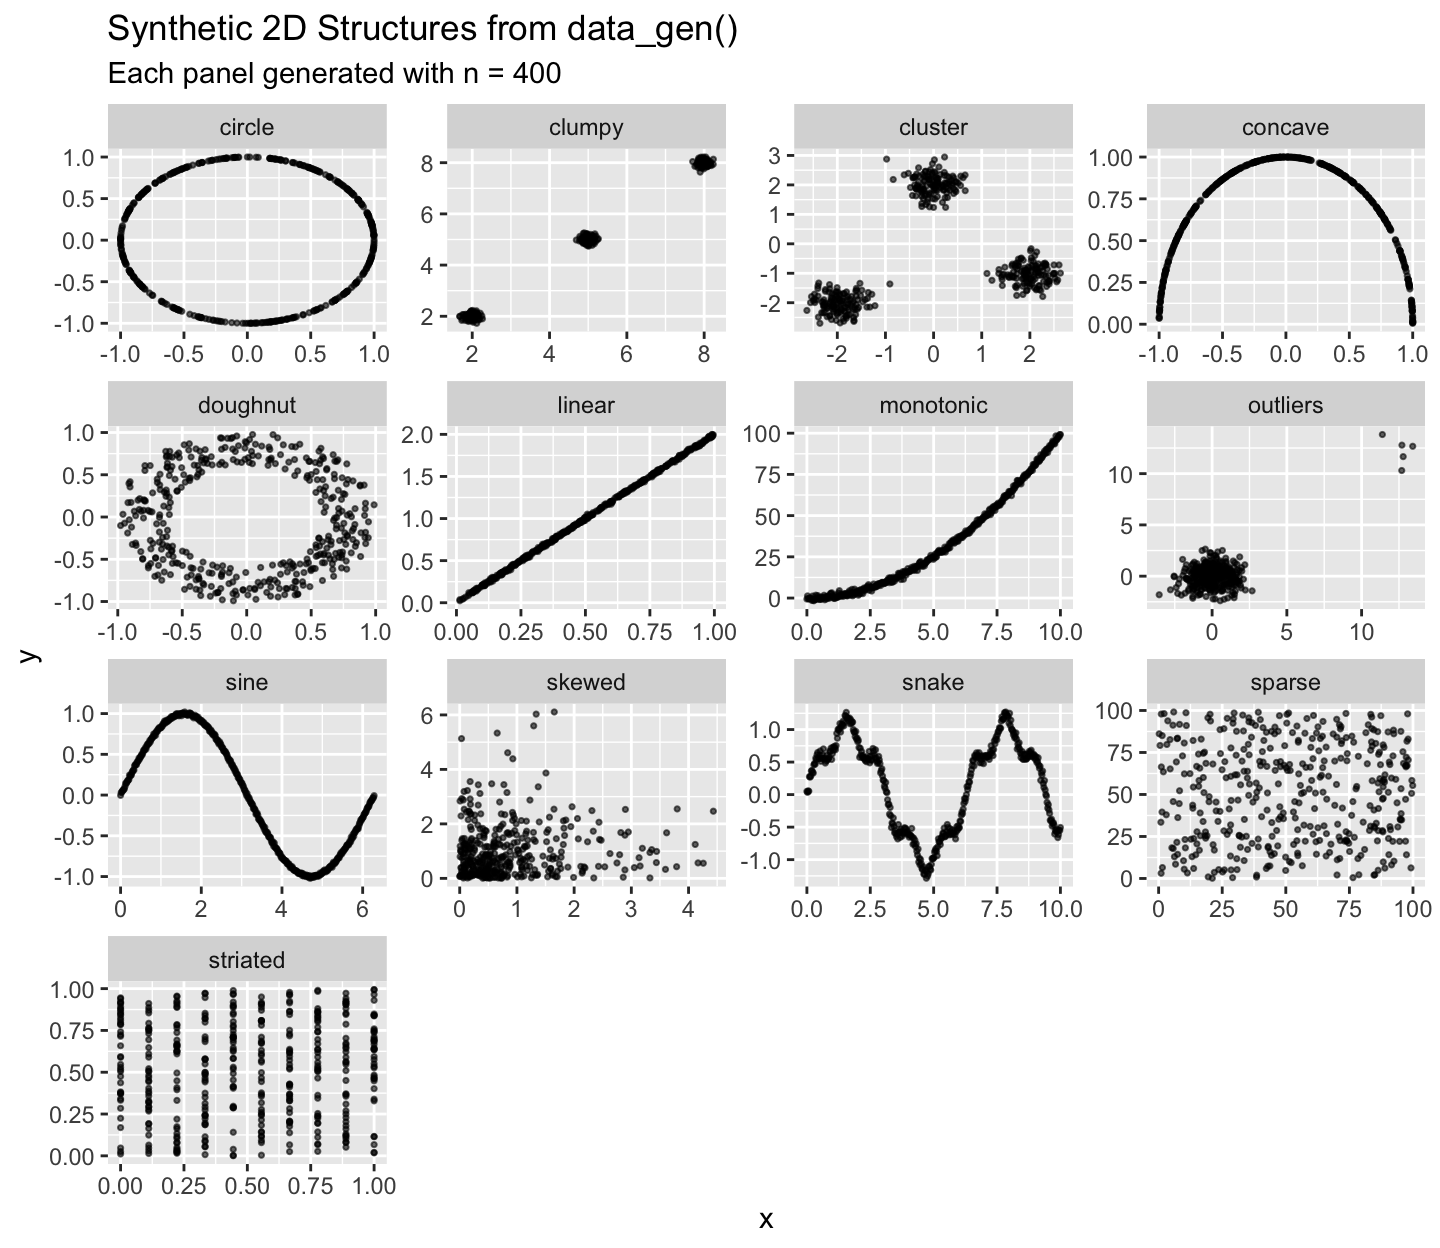 Synthetic 2D Structures from data_gen()
Each panel generated with n = 400
circle
1.0
0.5
0.0
-0.5
-1.0
-1.0 -0.5 0.0 0.5 1.0
clumpy
8
6
4
2
2 4 6 8
cluster
3
2
1
0
-1
-2
-2 -1 0 1 2
concave
1.00
0.75
0.50
0.25
0.00
-1.0 -0.5 0.0 0.5 1.0
doughnut
1.0
0.5
0.0
-0.5
-1.0
-1.0 -0.5 0.0 0.5 1.0
linear
2.0
1.5
1.0
0.5
0.0
0.00 0.25 0.50 0.75 1.00
monotonic
100
75
50
25
0
0.0 2.5 5.0 7.5 10.0
outliers
10
5
0
0 5 10
y
sine
1.0
0.5
0.0
-0.5
-1.0
0 2 4 6
skewed
6
4
2
0
0 1 2 3 4
snake
1.0
0.5
0.0
-0.5
-1.0
0.0 2.5 5.0 7.5 10.0
sparse
100
75
50
25
0
0 25 50 75 100
striated
1.00
0.75
0.50
0.25
0.00
0.00 0.25 0.50 0.75 1.00
x